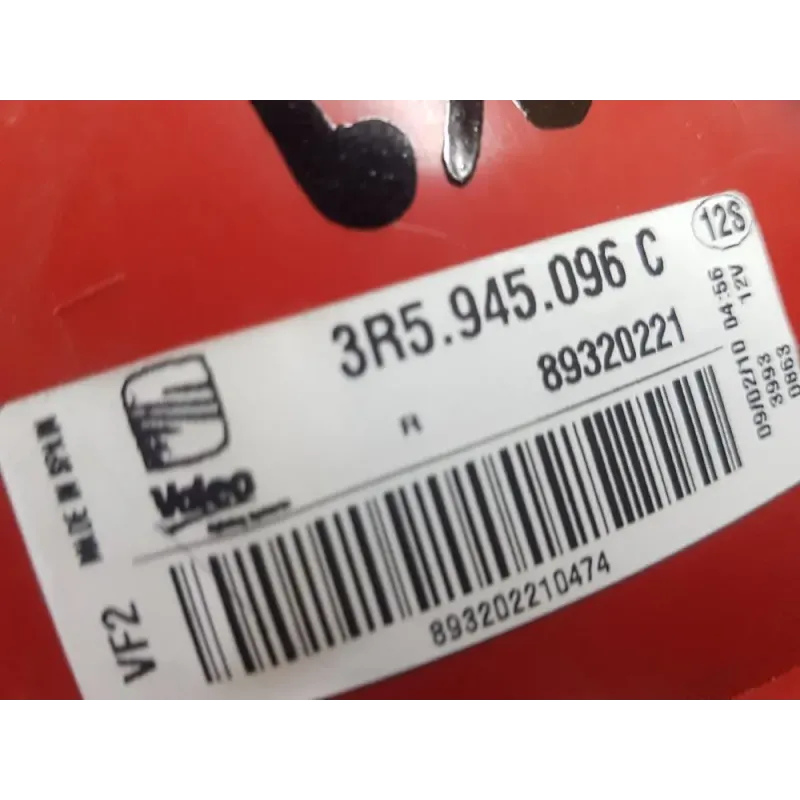 3R5.945.096 C
12S
89320221
R
12V
09/02/10 04:56
3993
0863
MADE IN SPAIN
Valeo
VF2
893202210474